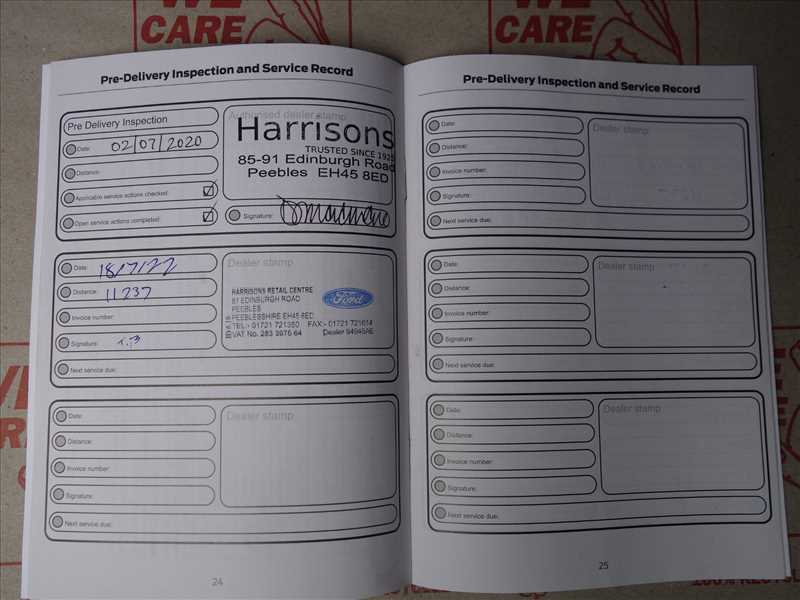 WE
CARE
Pre-Delivery Inspection and Service Record
Pre Delivery Inspection
Date: 02/07/2020
Distance:
Applicable service actions checked:
Open service actions completed:
Authorised dealer stamp
Harrisons
TRUSTED SINCE 1925
85-91 Edinburgh Road
Peebles EH45 8ED
Signature:
Date: 18/7/22
Distance: 11237
Invoice number:
Signature:
Next service due:
Dealer stamp
HARRISONS RETAIL CENTRE
EDINBURGH ROAD
PEEBLES
PEEBLESSHIRE EH45 8ED
TEL:- 01721 721350 FAX:- 01721 721614
VAT No. 283 3976 64 Dealer 94945AE
Ford
Date:
Distance:
Invoice number:
Signature:
Next service due:
Dealer stamp
24
Pre-Delivery Inspection and Service Record
Date:
Distance:
Invoice number:
Signature:
Next service due:
Dealer stamp
Date:
Distance:
Invoice number:
Signature:
Next service due:
Dealer stamp
Date:
Distance:
Invoice number:
Signature:
Next service due:
Dealer stamp
25